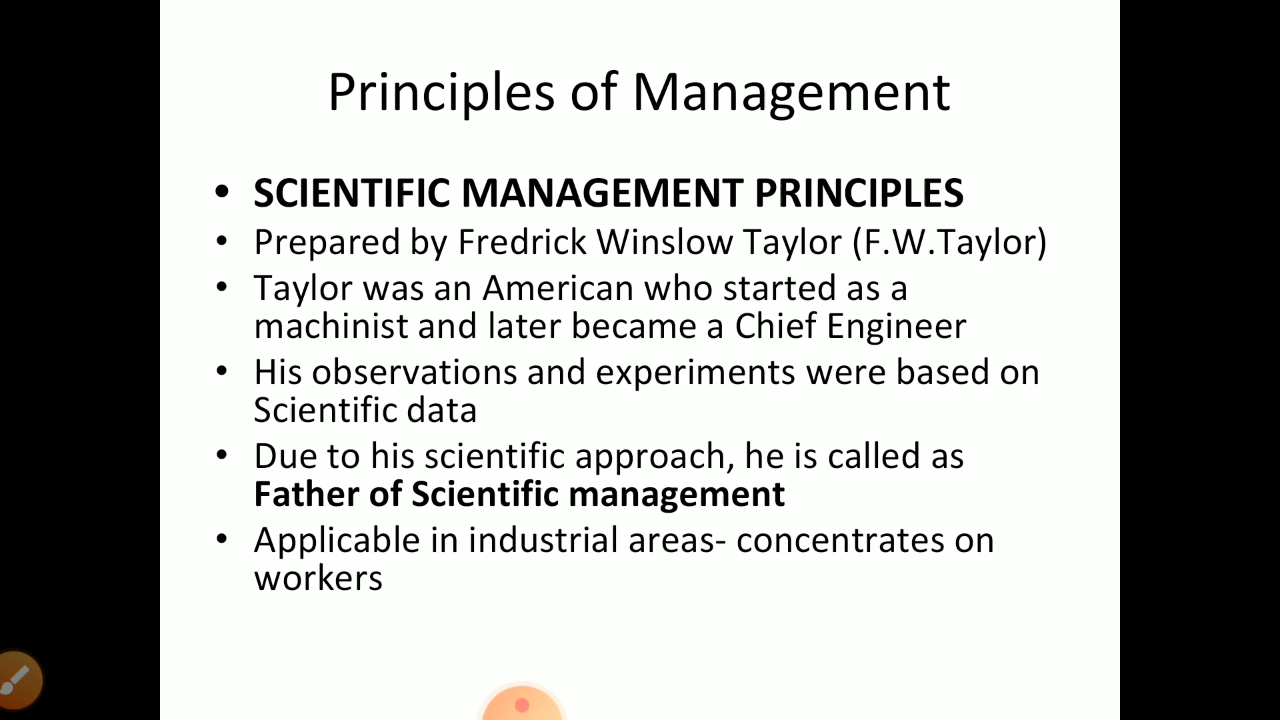 Principles of Management
• SCIENTIFIC MANAGEMENT PRINCIPLES
• Prepared by Fredrick Winslow Taylor (F.W.Taylor)
• Taylor was an American who started as a
machinist and later became a Chief Engineer
• His observations and experiments were based on
Scientific data
• Due to his scientific approach, he is called as
Father of Scientific management
• Applicable in industrial areas- concentrates on
workers